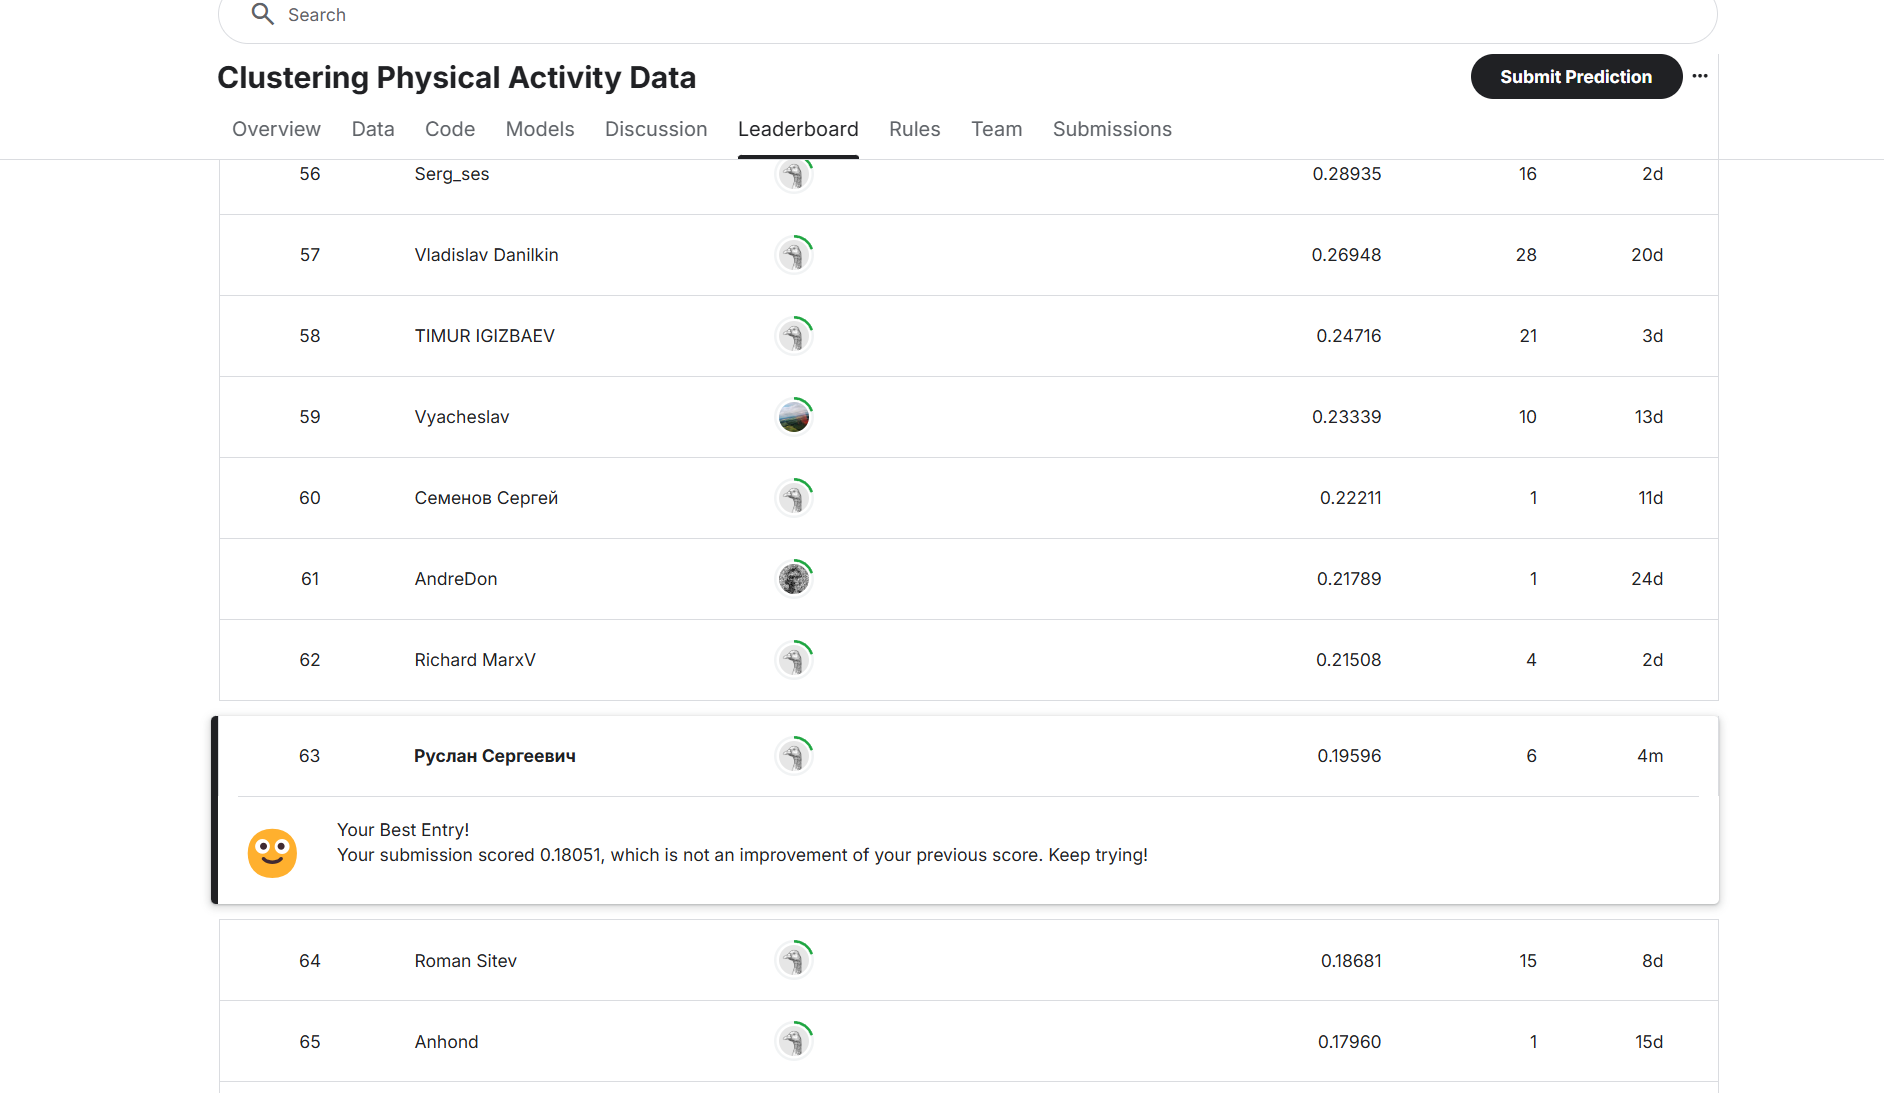 Search
Clustering Physical Activity Data
Submit Prediction
Overview Data Code Models Discussion Leaderboard Rules Team Submissions
56 Serg_ses 0.28935 16 2d
57 Vladislav Danilkin 0.26948 28 20d
58 TIMUR IGIZBAEV 0.24716 21 3d
59 Vyacheslav 0.23339 10 13d
60 Семенов Сергей 0.22211 1 11d
61 AndreDon 0.21789 1 24d
62 Richard MarxV 0.21508 4 2d
63 Руслан Сергеевич 0.19596 6 4m
Your Best Entry!
Your submission scored 0.18051, which is not an improvement of your previous score. Keep trying!
64 Roman Sitev 0.18681 15 8d
65 Anhond 0.17960 1 15d